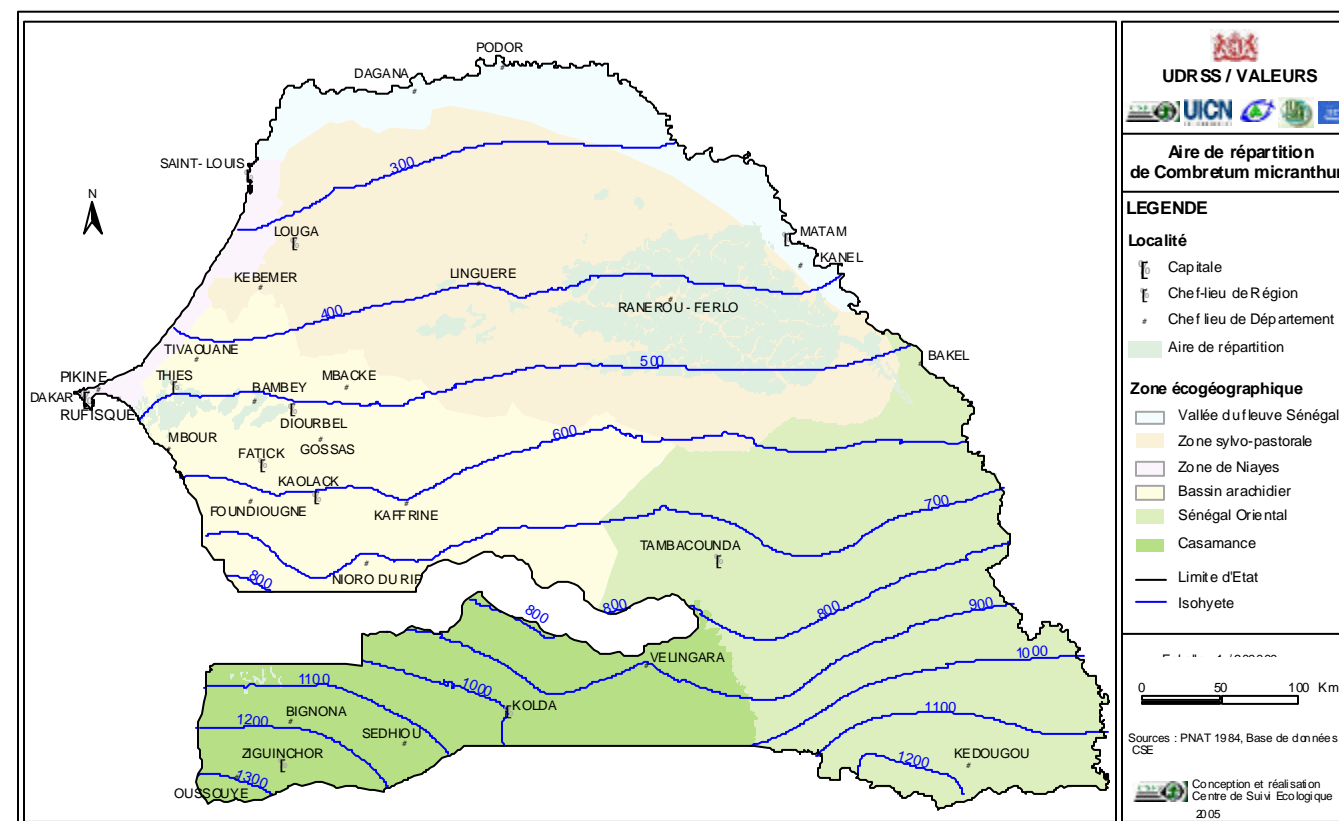 PODOR
DAGANA
SAINT-LOUIS
N
300
LOUGA
MATAM
KANEL
KEBEMER
LINGUERE
RANEROU - FERLO
400
TIVAOUANE
500
BAKEL
PIKINE
THIES
BAMBEY
MBACKE
DAKAR
RUFISQUE
DIOURBEL
MBOUR
GOSSAS
600
FATICK
KAOLACK
FOUNDIOUGNE
KAFFRINE
700
TAMBACOUNDA
NIORO DU RIP
800
800
800
800
900
VELINGARA
1000
1100
1000
KOLDA
1100
BIGNONA
1200
SEDHIOU
ZIGUINCHOR
KEDOUGOU
1200
1300
OUSSOUYE
UDRSS / VALEURS
UICN
Aire de répartition
de Combretum micranthum
LEGENDE
Localité
Capitale
Chef-lieu de Région
Chef lieu de Département
Aire de répartition
Zone écogéographique
Vallée du fleuve Sénégal
Zone sylvo-pastorale
Zone de Niayes
Bassin arachidier
Sénégal Oriental
Casamance
Limite d'Etat
Isohyete
0 50 100 Km
Sources : PNAT 1984, Base de données
CSE
Conception et réalisation
Centre de Suivi Ecologique
2005